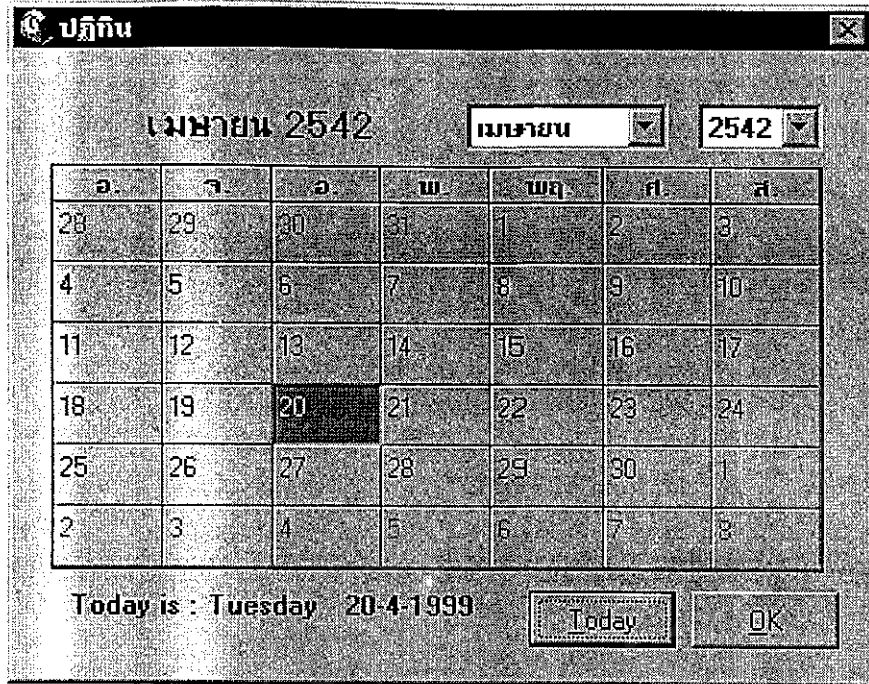 ปฏิทิน
เมษายน 2542 เมษายน 2542
อ. จ. อ. พ. พฤ. ศ. ส.
28 29 30 31 1 2 3
4 5 6 7 8 9 10
11 12 13 14 15 16 17
18 19 20 21 22 23 24
25 26 27 28 29 30 1
2 3 4 5 6 7 8
Today is : Tuesday 20-4-1999 Today OK